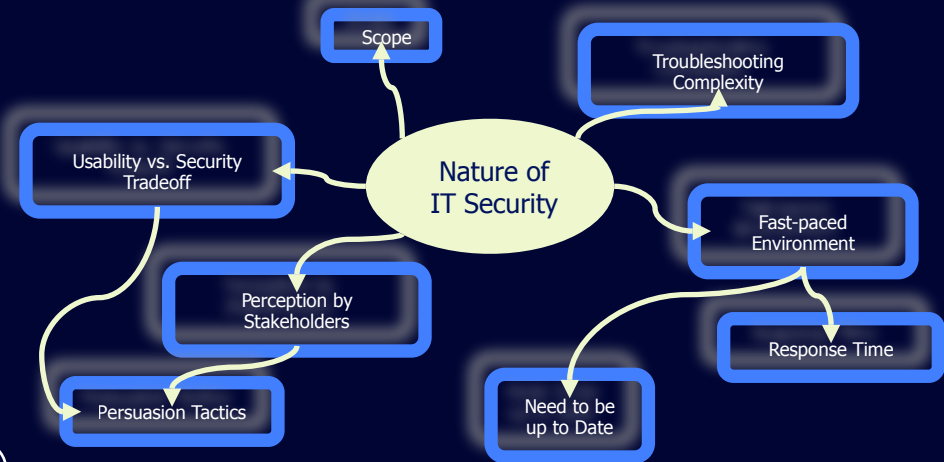 Scope
Troubleshooting
Complexity
Nature of
IT Security
Usability vs. Security
Tradeoff
Fast-paced
Environment
Perception by
Stakeholders
Response Time
Persuasion Tactics
Need to be
up to Date